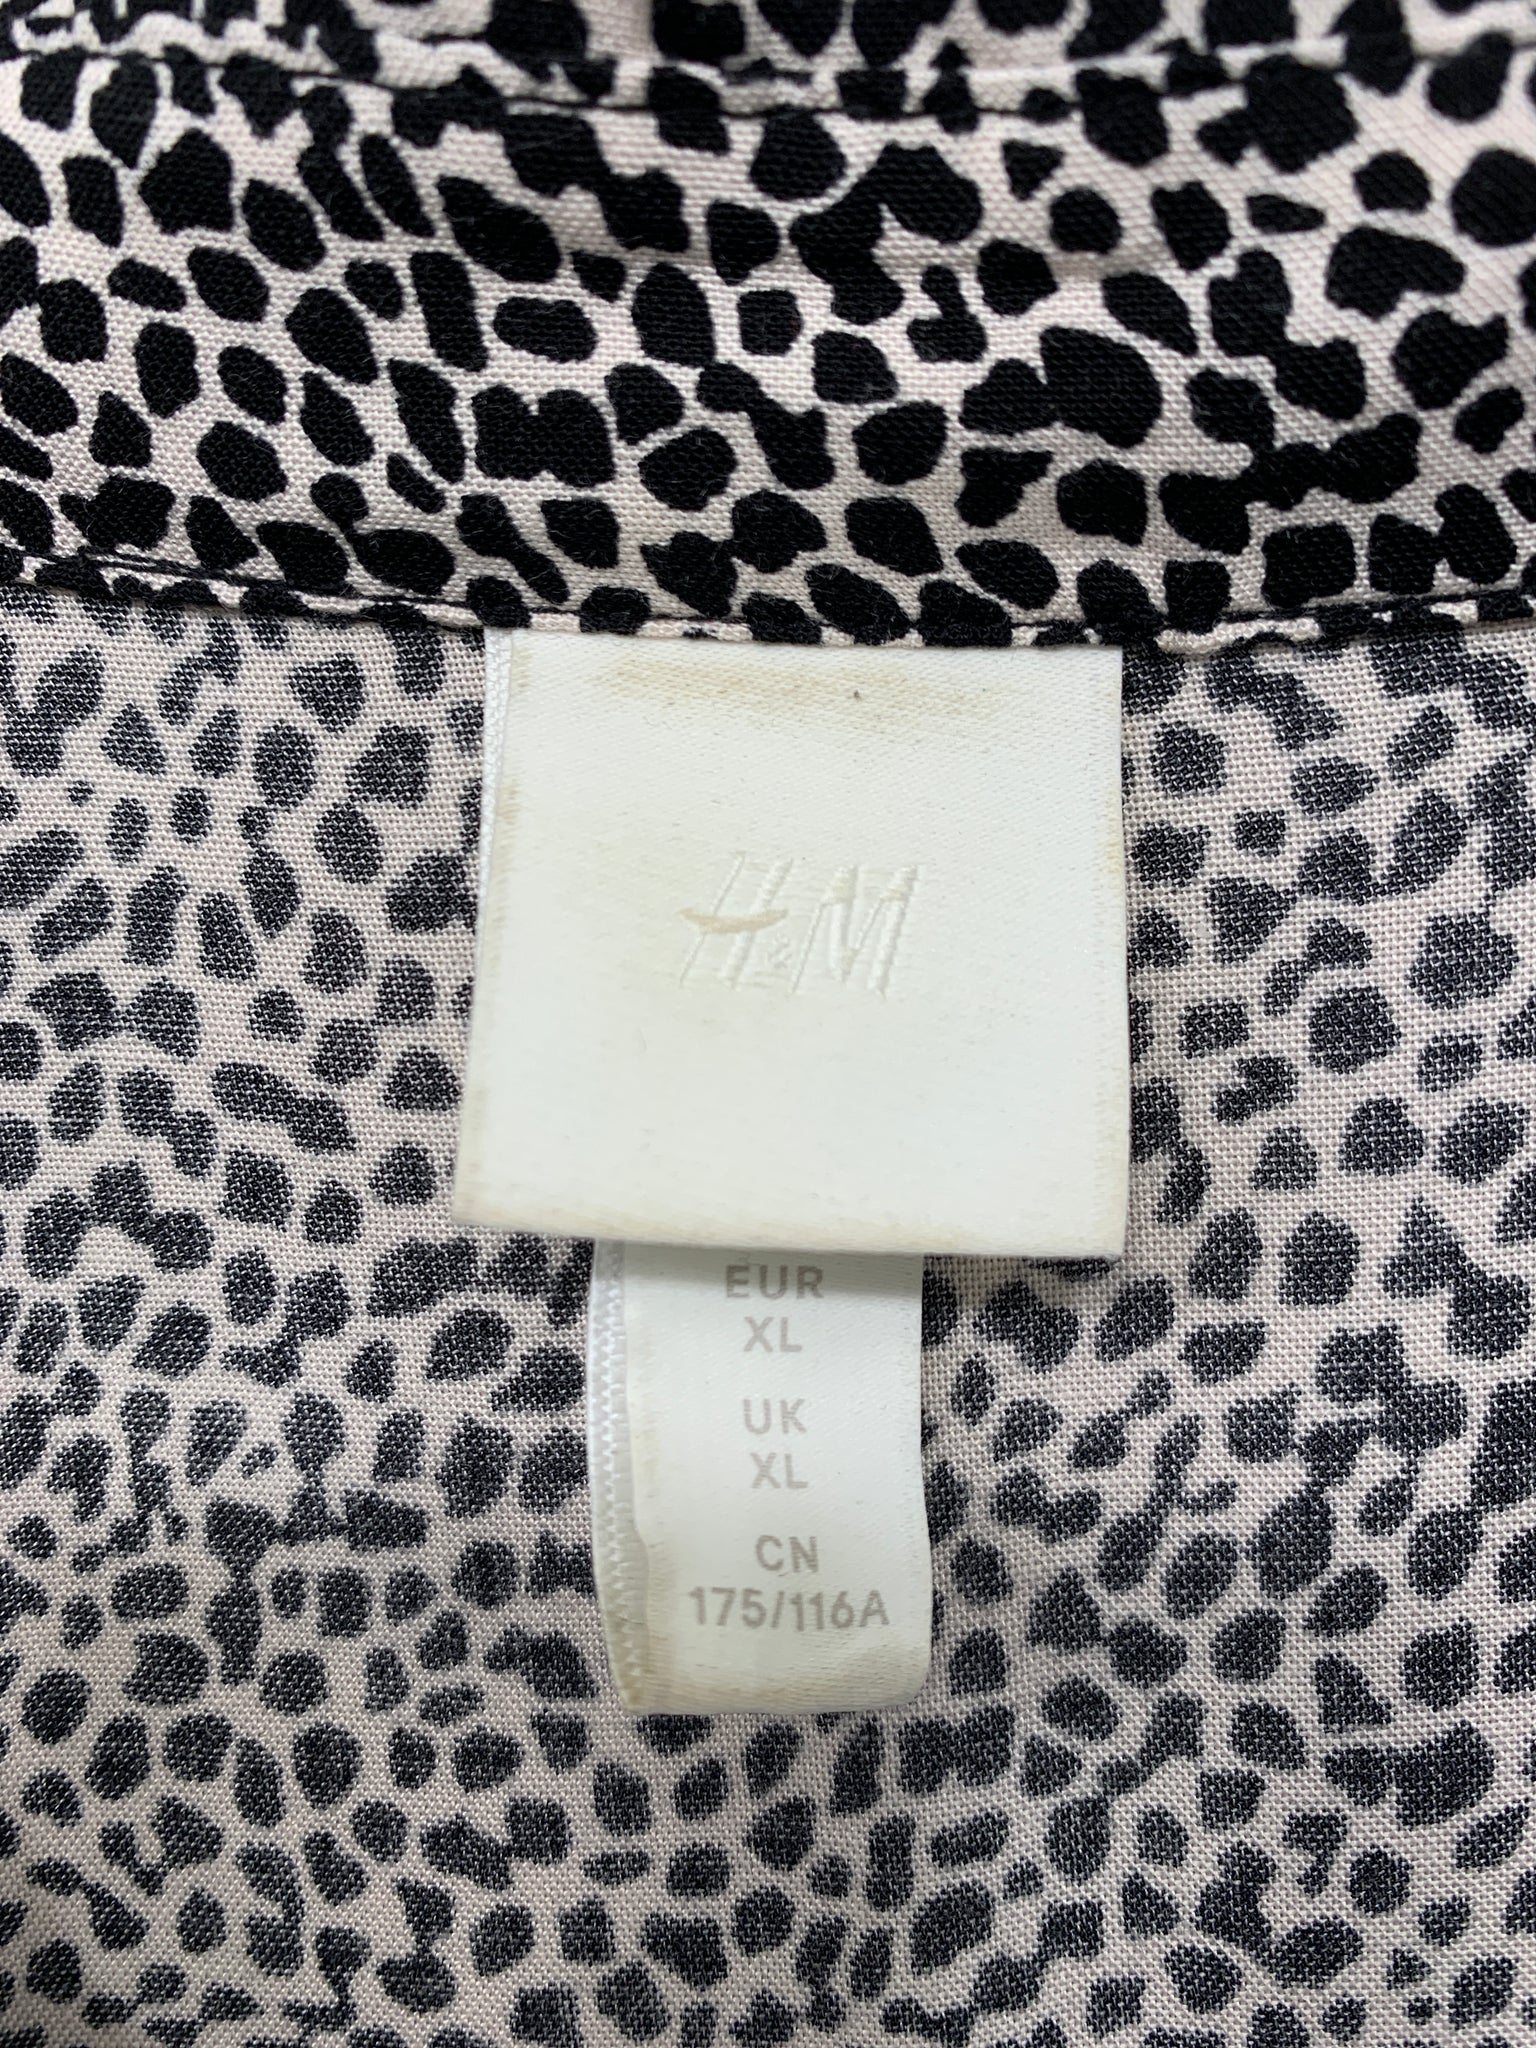 H&M
EUR
XL
UK
XL
CN
175/116A